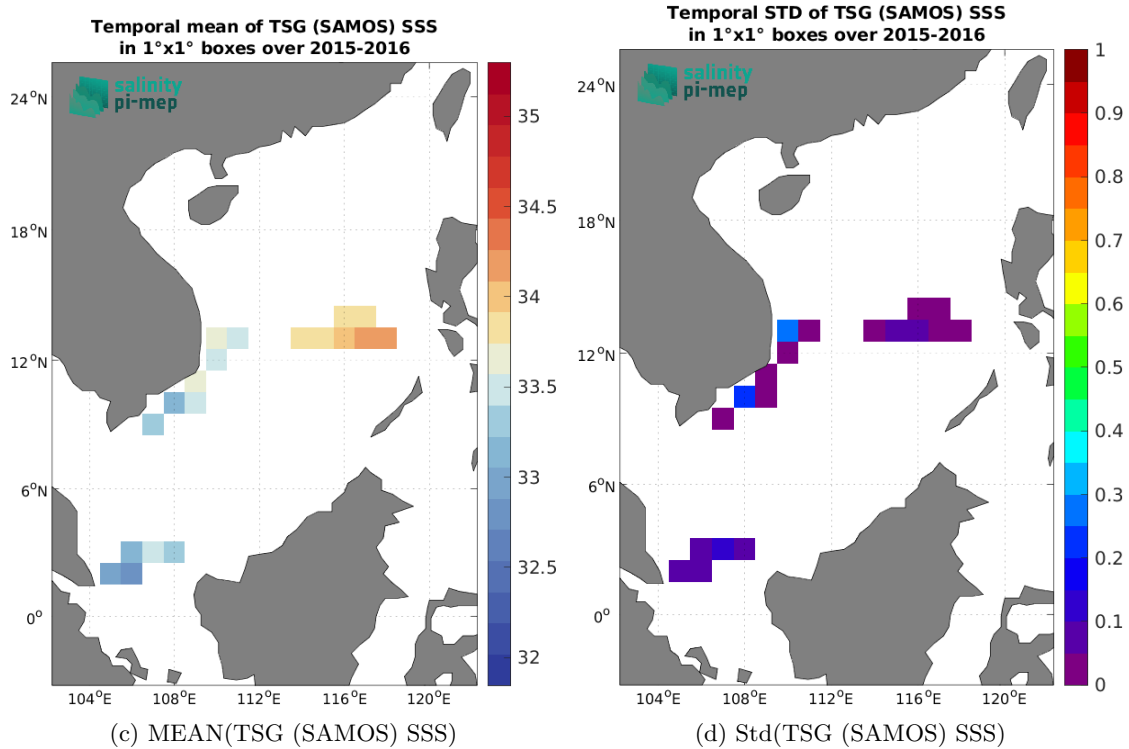 Temporal mean of TSG (SAMOS) SSS
in 1°x1° boxes over 2015-2016
salinity
pi-mep
24°N
18°N
12°N
6°N
0°
104°E
108°E
112°E
116°E
120°E
35
34.5
34
33.5
33
32.5
32
(c) MEAN(TSG (SAMOS) SSS)
Temporal STD of TSG (SAMOS) SSS
in 1°x1° boxes over 2015-2016
salinity
pi-mep
24°N
18°N
12°N
6°N
0°
104°E
108°E
112°E
116°E
120°E
1
0.9
0.8
0.7
0.6
0.5
0.4
0.3
0.2
0.1
0
(d) Std(TSG (SAMOS) SSS)